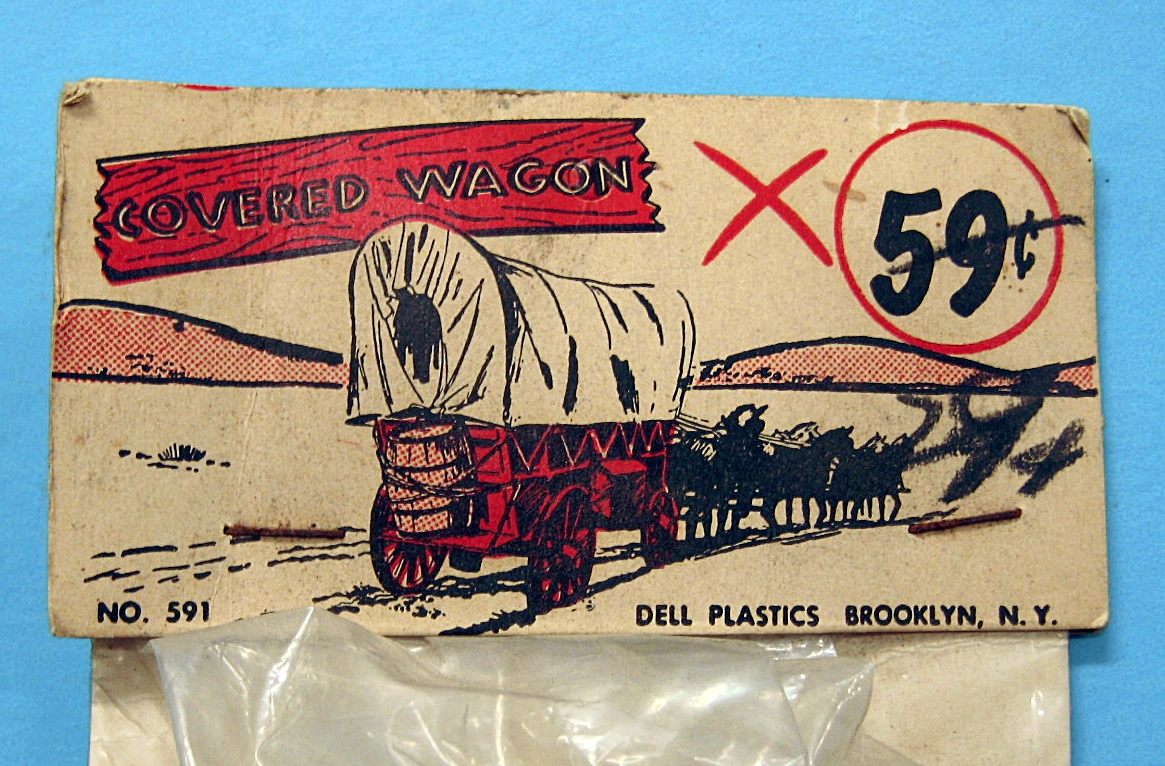 COVERED WAGON
59¢
39¢
NO. 591
DELL PLASTICS BROOKLYN, N. Y.